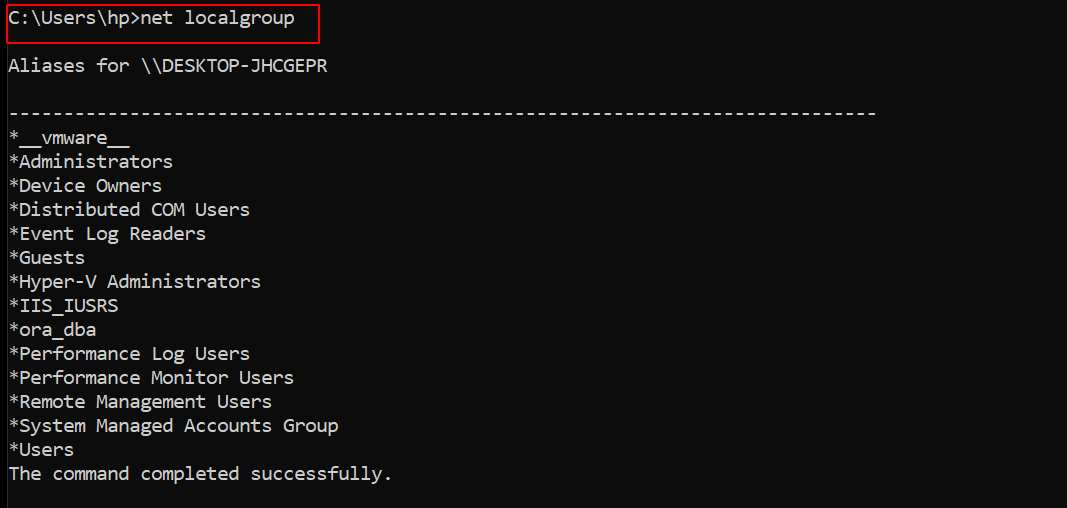 C:\Users\hp>net localgroup
Aliases for \\DESKTOP-JHCGEPR
-------------------------------------------------------------------------------
*__vmware__
*Administrators
*Device Owners
*Distributed COM Users
*Event Log Readers
*Guests
*Hyper-V Administrators
*IIS_IUSRS
*ora_dba
*Performance Log Users
*Performance Monitor Users
*Remote Management Users
*System Managed Accounts Group
*Users
The command completed successfully.